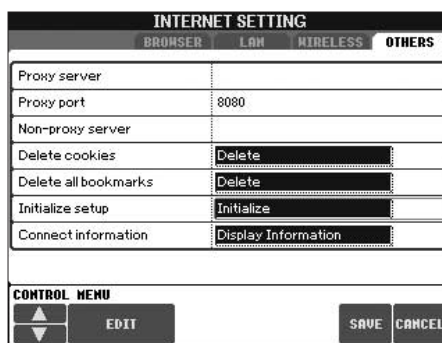 INTERNET SETTING
BROWSER LAN WIRELESS OTHERS
Proxy server
Proxy port 8080
Non-proxy server
Delete cookies Delete
Delete all bookmarks Delete
Initialize setup Initialize
Connect information Display Information
CONTROL MENU
EDIT SAVE CANCEL